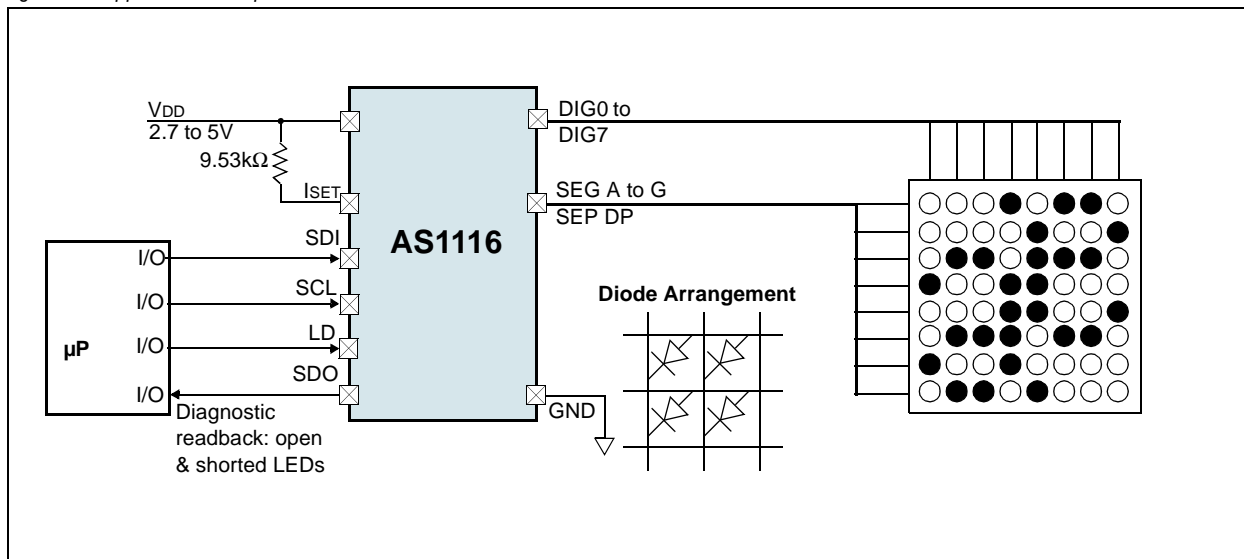 VDD
2.7 to 5V
9.53kΩ
ISET
SDI
SCL
LD
SDO
I/O
I/O
I/O
I/O
µP
AS1116
Diagnostic
readback: open
& shorted LEDs
DIG0 to
DIG7
SEG A to G
SEP DP
GND
Diode Arrangement